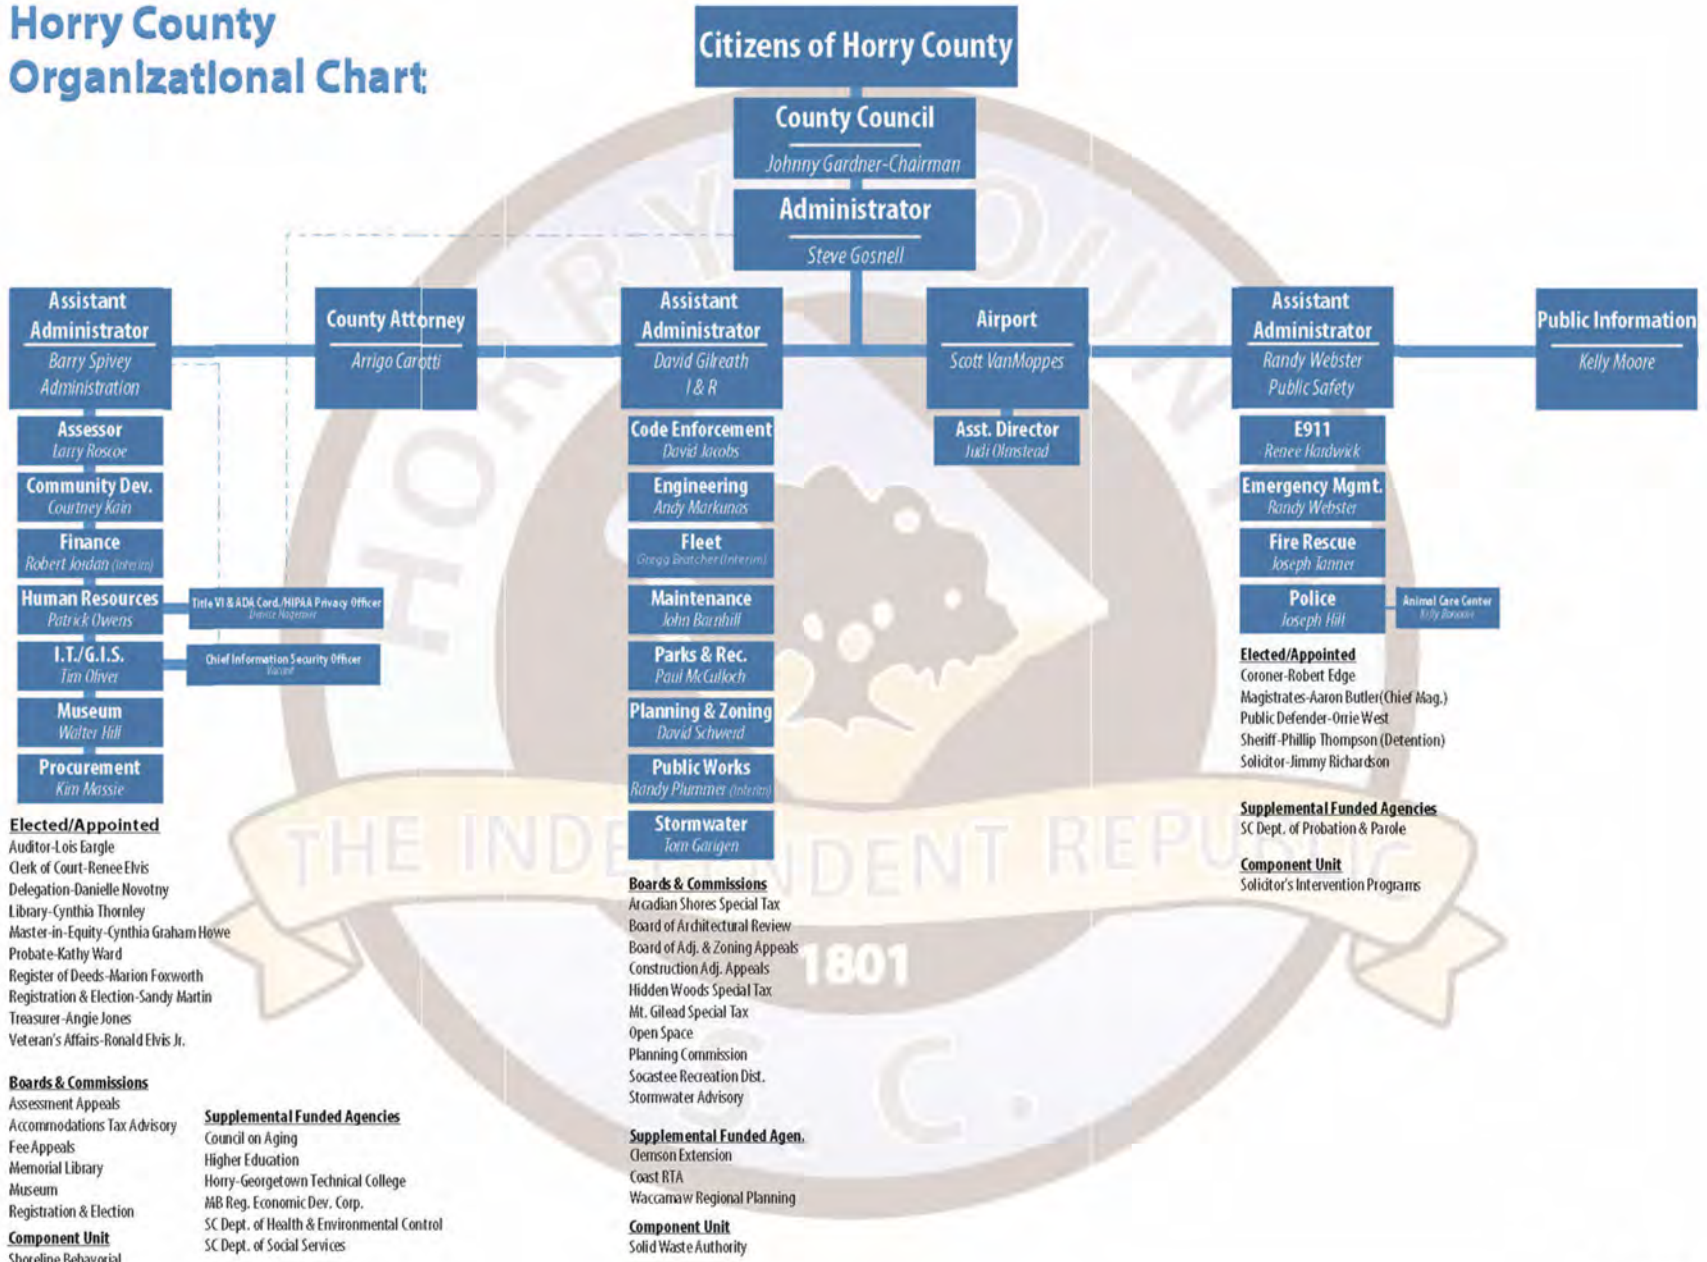 Horry County
Organizational Chart
Citizens of Horry County
County Council
Johnny Gardner-Chairman
Administrator
Steve Gosnell
Assistant
Administrator
Barry Spivey
Administration
County Attorney
Arrigo Carotti
Assistant
Administrator
David Gilreath
I & R
Airport
Scott VanMoppes
Assistant
Administrator
Randy Webster
Public Safety
Public Information
Kelly Moore
Assessor
Larry Roscoe
Community Dev.
Courtney Kain
Finance
Robert Jordan (Interim)
Human Resources
Patrick Owens
Title VI & ADA Cord./HIPAA Privacy Officer
I.T./G.I.S.
Tim Oliver
Chief Information Security Officer
Vacant
Museum
Walter Hill
Procurement
Kim Massie
Elected/Appointed
Auditor-Lois Eargle
Clerk of Court-Renee Elvis
Delegation-Danielle Novotny
Library-Cynthia Thornley
Master-in-Equity-Cynthia Graham Howe
Probate-Kathy Ward
Register of Deeds-Marion Foxworth
Registration & Election-Sandy Martin
Treasurer-Angie Jones
Veteran's Affairs-Ronald Elvis Jr.
Boards & Commissions
Assessment Appeals
Accommodations Tax Advisory
Fee Appeals
Memorial Library
Museum
Registration & Election
Component Unit
Shoreline Behavorial
Supplemental Funded Agencies
Council on Aging
Higher Education
Horry-Georgetown Technical College
MB Reg. Economic Dev. Corp.
SC Dept. of Health & Environmental Control
SC Dept. of Social Services
Code Enforcement
David Jacobs
Engineering
Andy Markunas
Fleet
Gregg Bratcher (Interim)
Maintenance
John Barnhill
Parks & Rec.
Paul McCulloch
Planning & Zoning
David Schwerd
Public Works
Randy Plummer (Interim)
Stormwater
Tom Garigen
Boards & Commissions
Arcadian Shores Special Tax
Board of Architectural Review
Board of Adj. & Zoning Appeals
Construction Adj. Appeals
Hidden Woods Special Tax
Mt. Gilead Special Tax
Open Space
Planning Commission
Socastee Recreation Dist.
Stormwater Advisory
Supplemental Funded Agen.
Clemson Extension
Coast RTA
Waccamaw Regional Planning
Component Unit
Solid Waste Authority
Asst. Director
Judi Olmstead
E911
Renee Hardwick
Emergency Mgmt.
Randy Webster
Fire Rescue
Joseph Tanner
Police
Joseph Hill
Animal Care Center
Elected/Appointed
Coroner-Robert Edge
Magistrates-Aaron Butler(Chief Mag.)
Public Defender-Orrie West
Sheriff-Phillip Thompson (Detention)
Solicitor-Jimmy Richardson
Supplemental Funded Agencies
SC Dept. of Probation & Parole
Component Unit
Solicitor's Intervention Programs
HORRY COUNTY
THE INDEPENDENT REPUBLIC
1801
S. C.